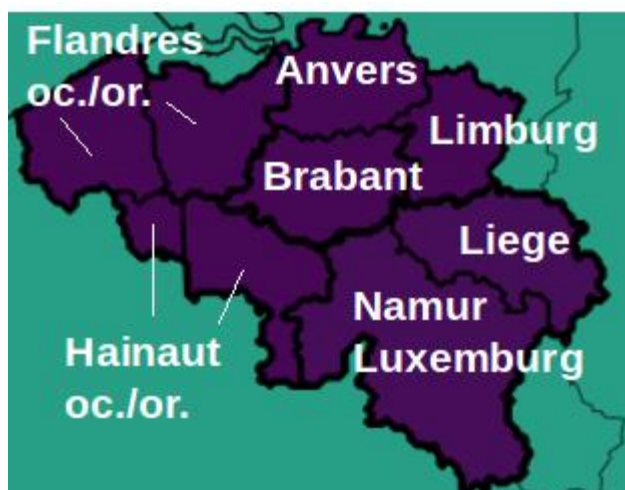 Flandres
oc./or.
Anvers
Limburg
Brabant
Liege
Namur
Luxemburg
Hainaut
oc./or.